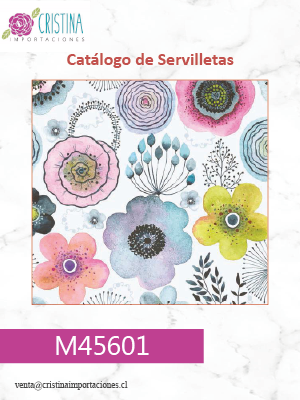 CRISTINA
IMPORTACIONES
Catálogo de Servilletas
M45601
venta@cristinaimportaciones.cl